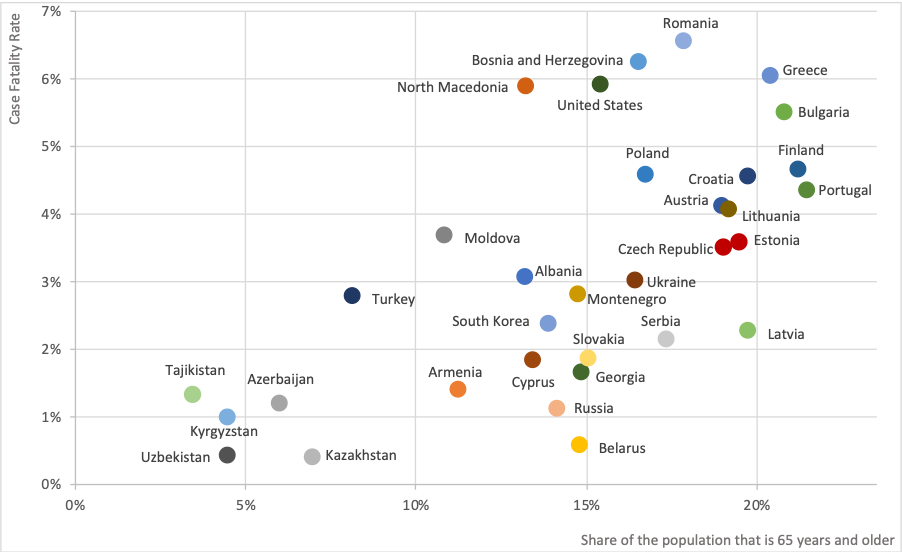 7%
Romania
Case Fatality Rate
Bosnia and Herzegovina
Greece
6%
North Macedonia
United States
Bulgaria
5%
Poland
Finland
Croatia
Portugal
Austria
4%
Lithuania
Moldova
Estonia
Czech Republic
3%
Albania
Ukraine
Turkey
Montenegro
South Korea
Serbia
Latvia
2%
Slovakia
Tajikistan
Azerbaijan
Armenia
Cyprus
Georgia
1%
Russia
Kyrgyzstan
Uzbekistan
Kazakhstan
Belarus
0%
0%
5%
10%
15%
20%
Share of the population that is 65 years and older